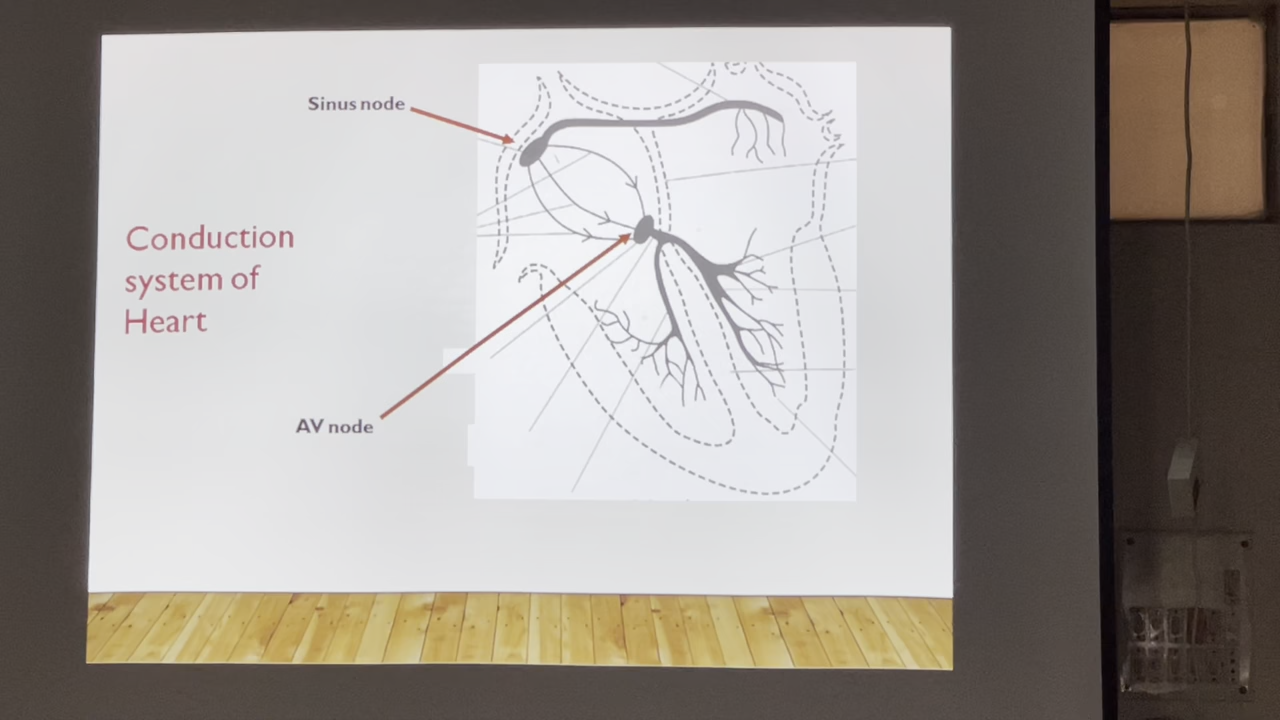 Sinus node
Conduction
system of
Heart
AV node